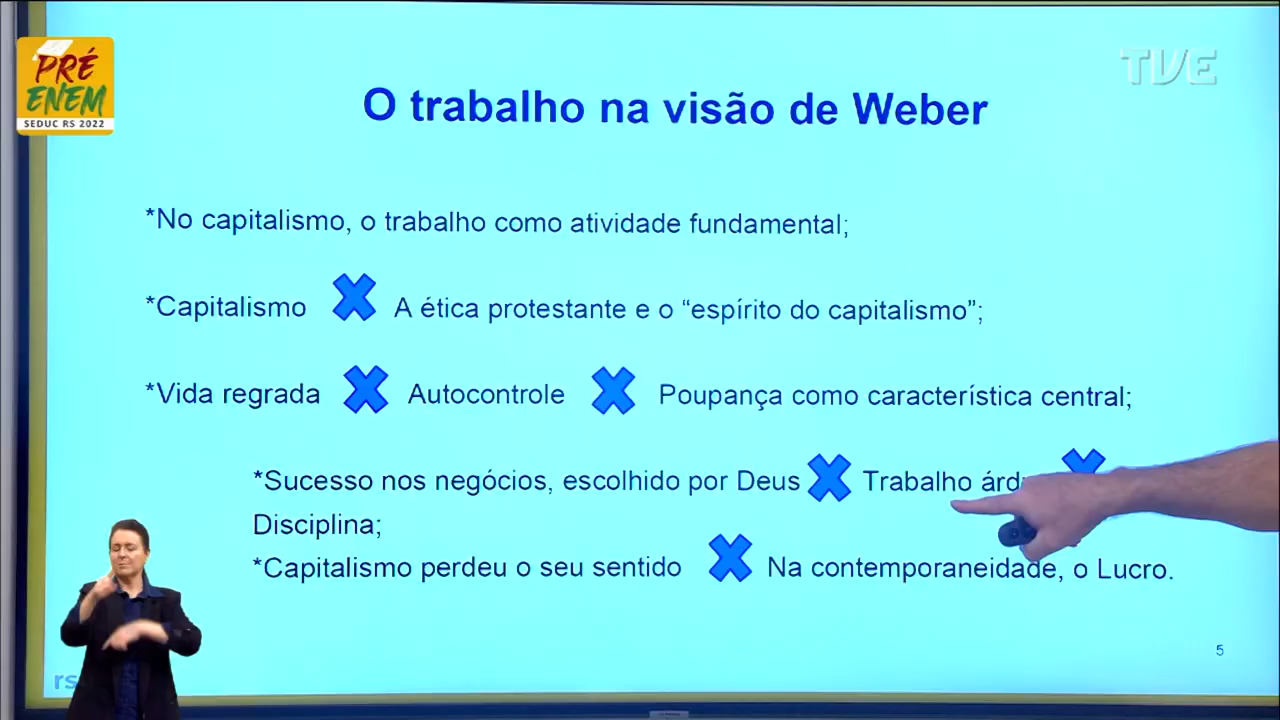 PRÉ
ENEM
SEDUC RS 2022
TVE
O trabalho na visão de Weber
*No capitalismo, o trabalho como atividade fundamental;
*Capitalismo A ética protestante e o “espírito do capitalismo”;
*Vida regrada Autocontrole Poupança como característica central;
*Sucesso nos negócios, escolhido por Deus Trabalho
Disciplina;
*Capitalismo perdeu o seu sentido Na contemporaneidade, o Lucro.
5